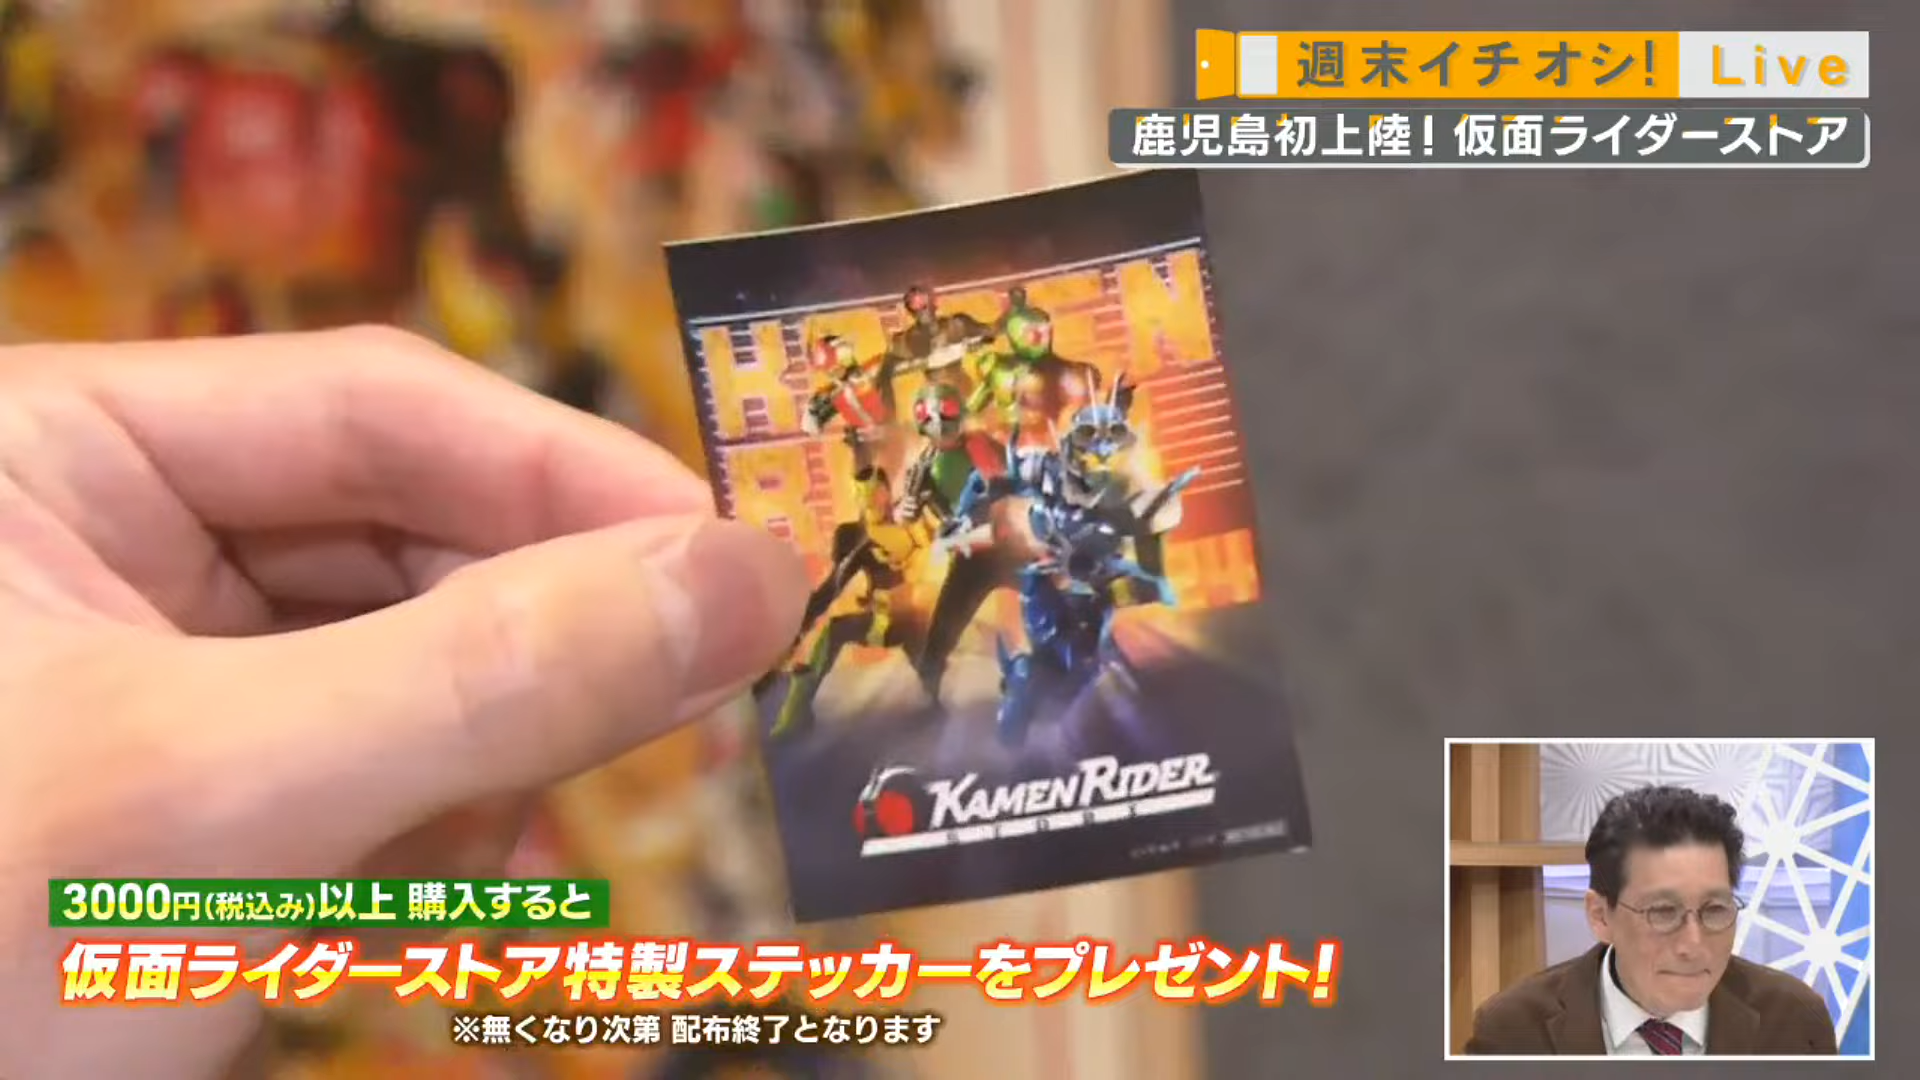 週末イチオシ! Live
鹿児島初上陸!仮面ライダーストア
KAMEN RIDER
STORE
3000円(税込み)以上 購入すると
仮面ライダーストア特製ステッカーをプレゼント!
※無くなり次第 配布終了となります